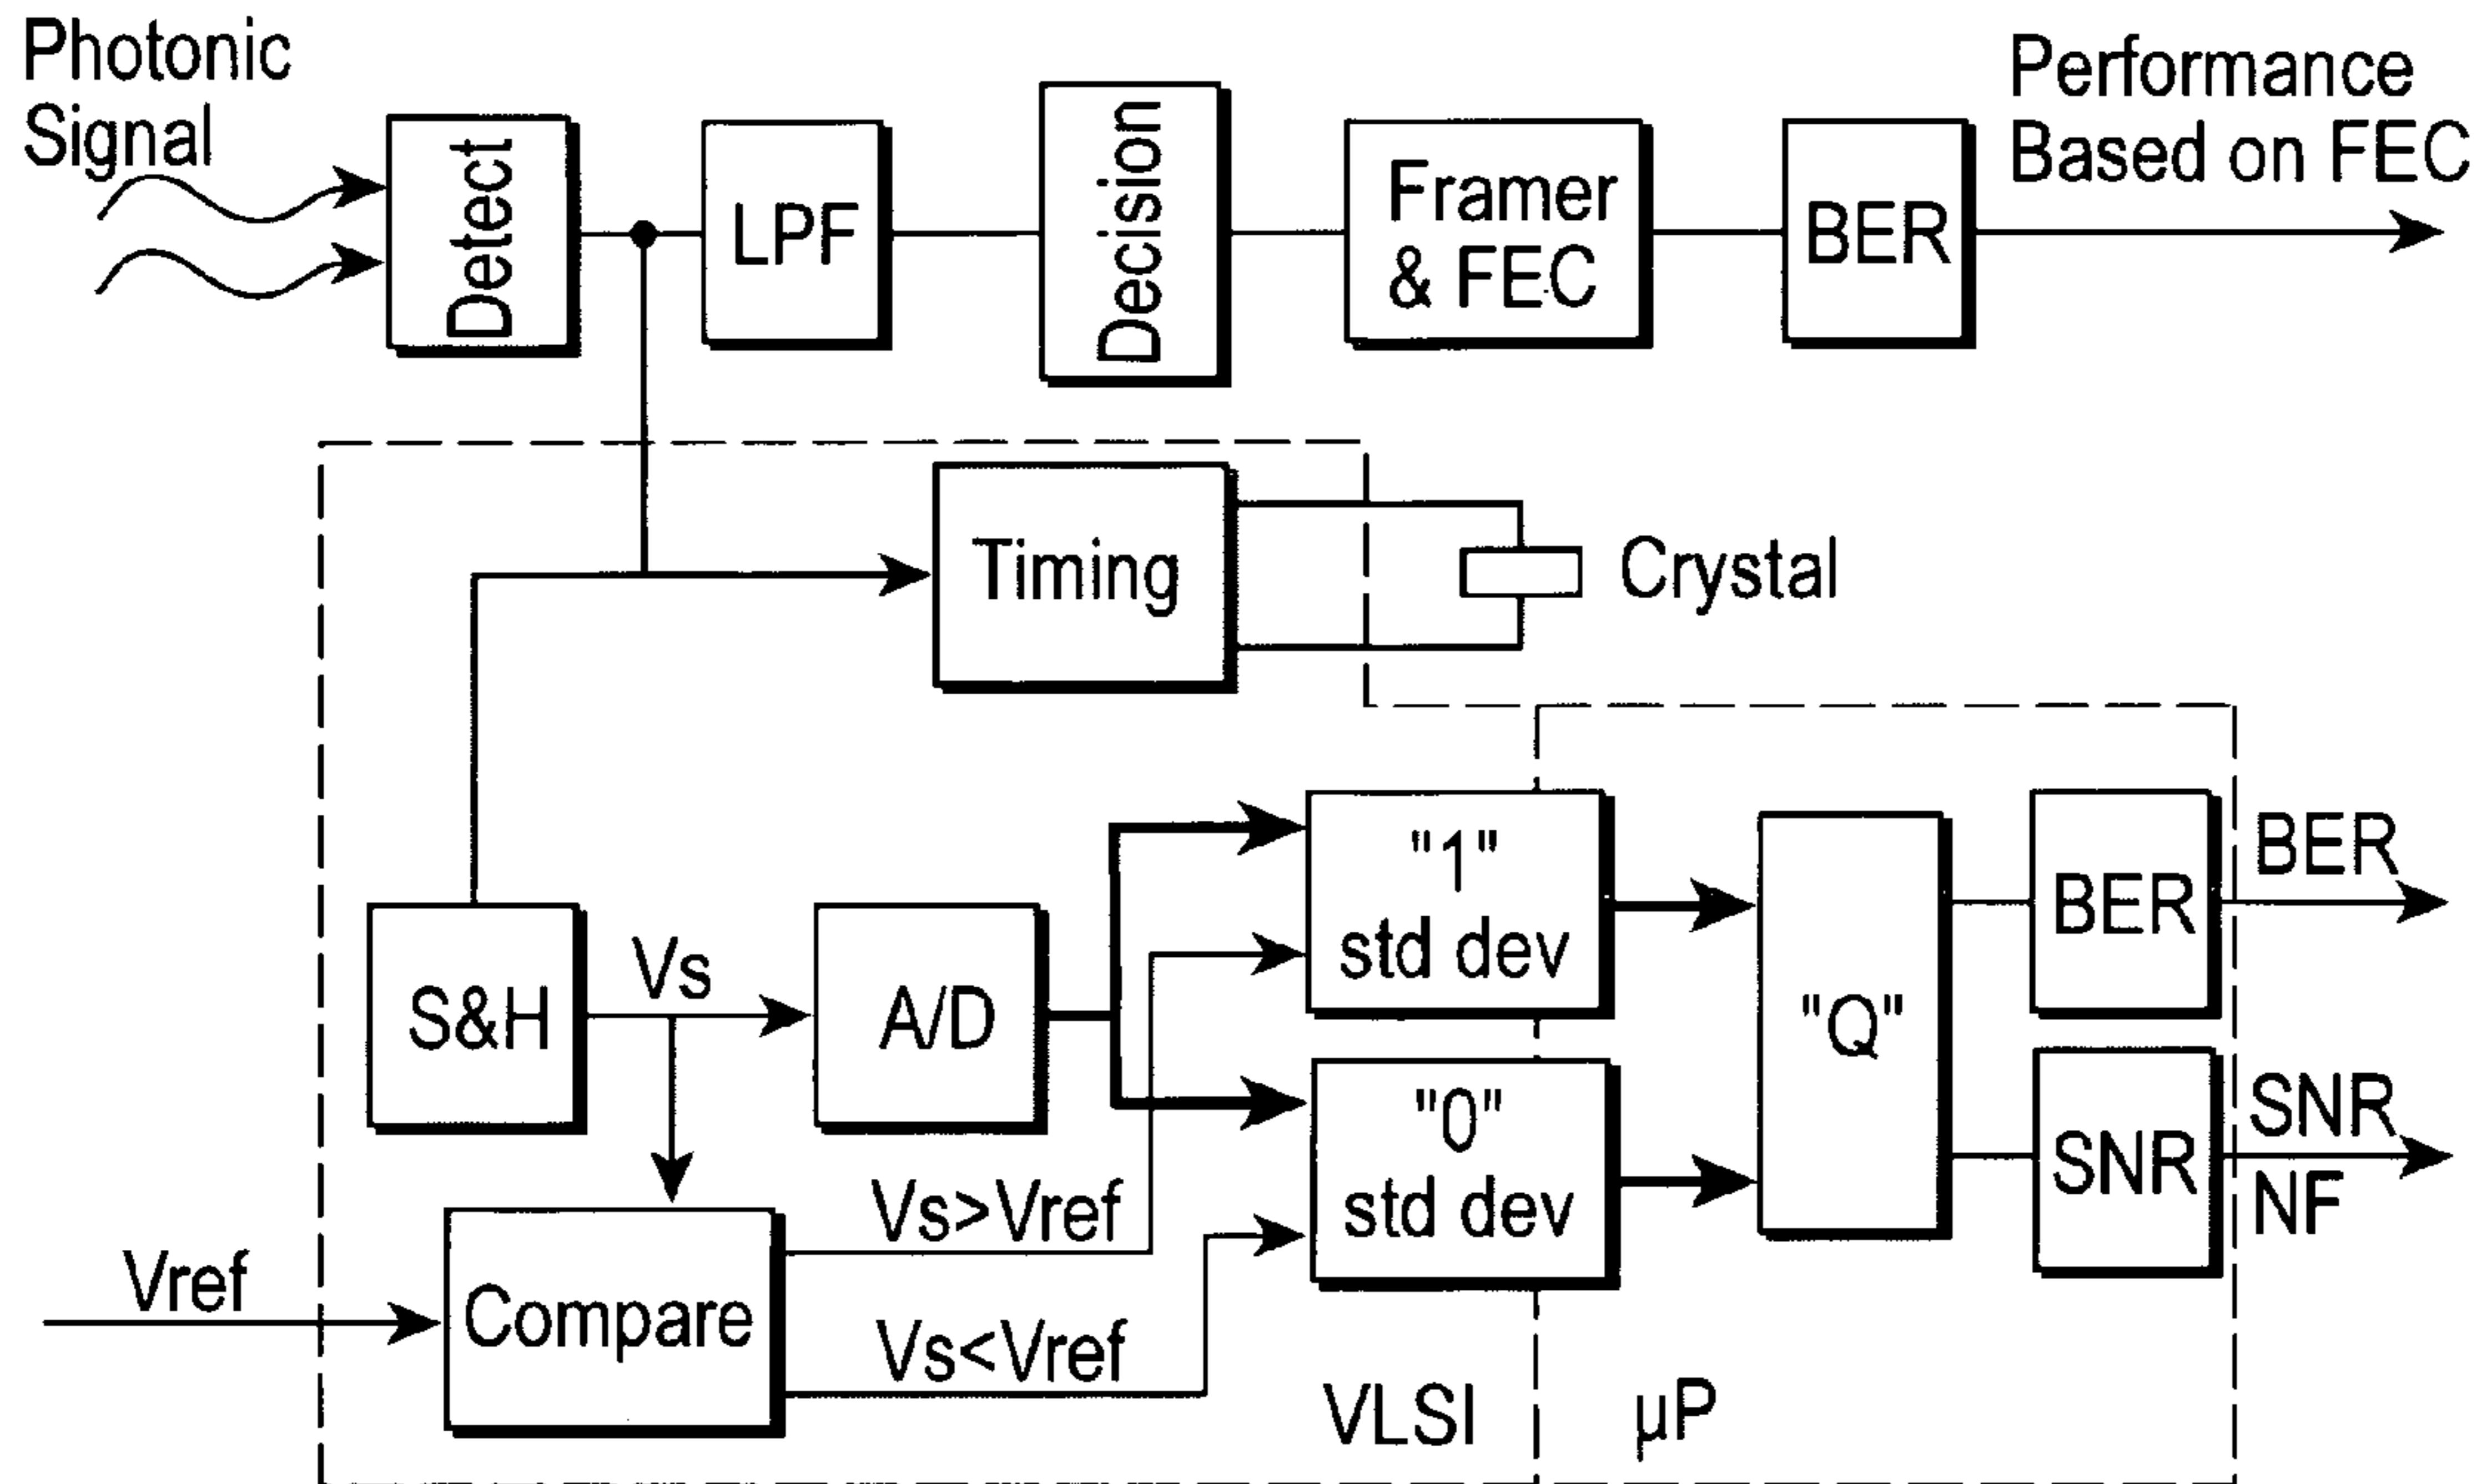 Photonic
Signal
Detect
LPF
Decision
Framer
& FEC
BER
Performance
Based on FEC
Timing
Crystal
S&H
Vs
A/D
"1"
std dev
"0"
std dev
"Q"
BER
BER
SNR
SNR
NF
Vref
Compare
Vs>Vref
Vs<Vref
VLSI
µP